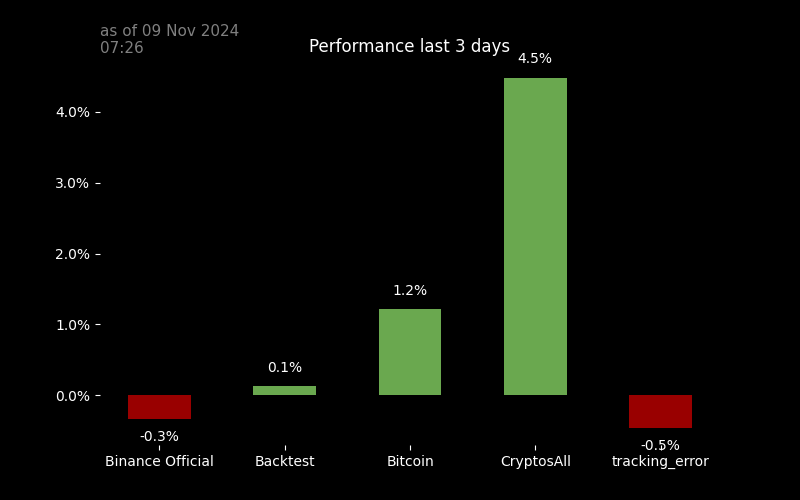 as of 09 Nov 2024
07:26
Performance last 3 days
4.5%
4.0%
3.0%
2.0%
1.2%
1.0%
0.1%
0.0%
-0.3%
-0.5%
Binance Official
Backtest
Bitcoin
CryptosAll
tracking_error